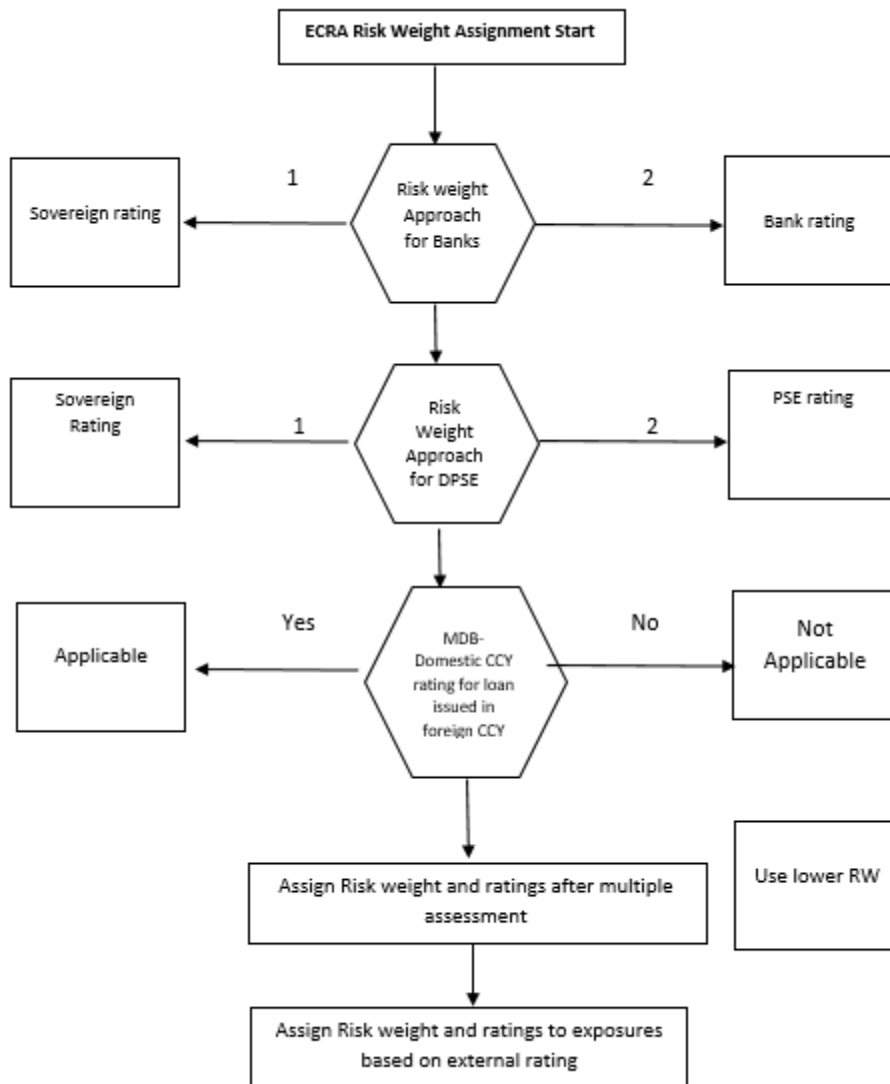 ECRA Risk Weight Assignment Start
1
2
Sovereign rating
Risk weight
Approach
for Banks
Bank rating
Sovereign
Rating
1
Risk
Weight
Approach
for DPSE
2
PSE rating
Applicable
Yes
MDB-
Domestic CCY
rating for loan
issued in
foreign CCY
No
Not
Applicable
Assign Risk weight and ratings after multiple
assessment
Use lower RW
Assign Risk weight and ratings to exposures
based on external rating